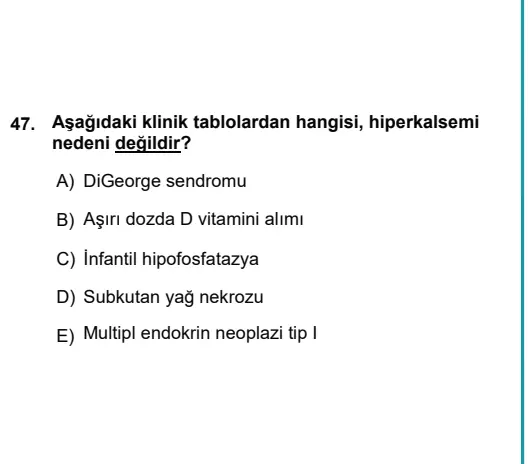 47. Aşağıdaki klinik tablolardan hangisi, hiperkalsemi
nedeni değildir?
A) DiGeorge sendromu
B) Aşırı dozda D vitamini alımı
C) İnfantil hipofosfatazya
D) Subkutan yağ nekrozu
E) Multipl endokrin neoplazi tip I